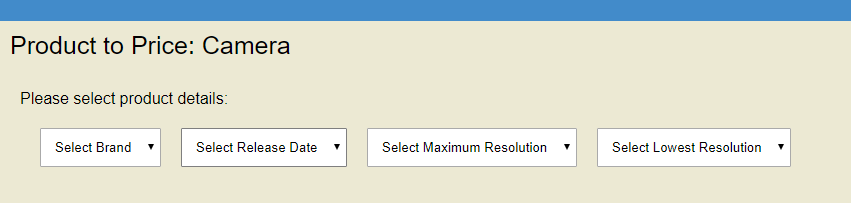 Product to Price: Camera
Please select product details:
Select Brand Select Release Date Select Maximum Resolution Select Lowest Resolution